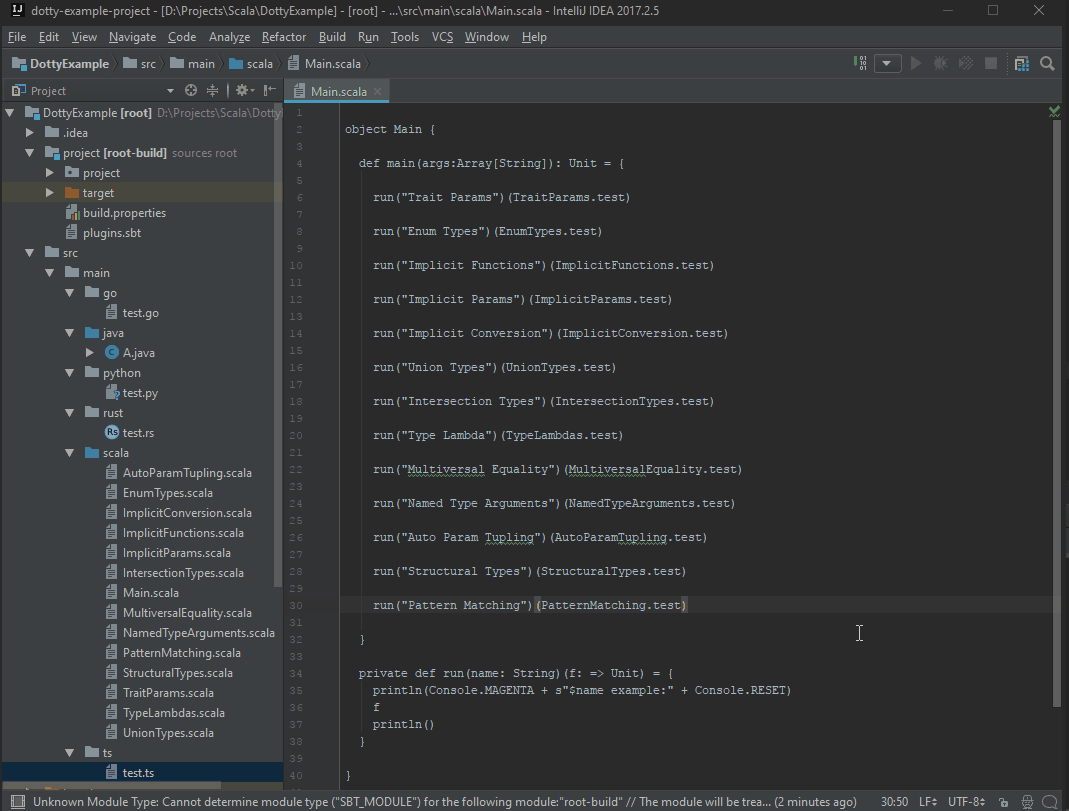 dotty-example-project - [D:\Projects\Scala\DottyExample] - [root] - ...\src\main\scala\Main.scala - IntelliJ IDEA 2017.2.5
File Edit View Navigate Code Analyze Refactor Build Run Tools VCS Window Help
DottyExample src main scala Main.scala
Project
Main.scala
DottyExample [root] D:\Projects\Scala\Dotty
.idea
project [root-build] sources root
project
target
build.properties
plugins.sbt
src
main
go
test.go
java
A.java
python
test.py
rust
test.rs
scala
AutoParamTupling.scala
EnumTypes.scala
ImplicitConversion.scala
ImplicitFunctions.scala
ImplicitParams.scala
IntersectionTypes.scala
Main.scala
MultiversalEquality.scala
NamedTypeArguments.scala
PatternMatching.scala
StructuralTypes.scala
TraitParams.scala
TypeLambdas.scala
UnionTypes.scala
ts
test.ts
1
2 object Main {
3
4 def main(args:Array[String]): Unit = {
5
6 run("Trait Params")(TraitParams.test)
7
8 run("Enum Types")(EnumTypes.test)
9
10 run("Implicit Functions")(ImplicitFunctions.test)
11
12 run("Implicit Params")(ImplicitParams.test)
13
14 run("Implicit Conversion")(ImplicitConversion.test)
15
16 run("Union Types")(UnionTypes.test)
17
18 run("Intersection Types")(IntersectionTypes.test)
19
20 run("Type Lambda")(TypeLambdas.test)
21
22 run("Multiversal Equality")(MultiversalEquality.test)
23
24 run("Named Type Arguments")(NamedTypeArguments.test)
25
26 run("Auto Param Tupling")(AutoParamTupling.test)
27
28 run("Structural Types")(StructuralTypes.test)
29
30 run("Pattern Matching")(PatternMatching.test)
31
32 }
33
34 private def run(name: String)(f: => Unit) = {
35 println(Console.MAGENTA + s"$name example:" + Console.RESET)
36 f
37 println()
38 }
39
40 }
Unknown Module Type: Cannot determine module type ("SBT_MODULE") for the following module:"root-build" // The module will be trea... (2 minutes ago) 30:50 LF UTF-8